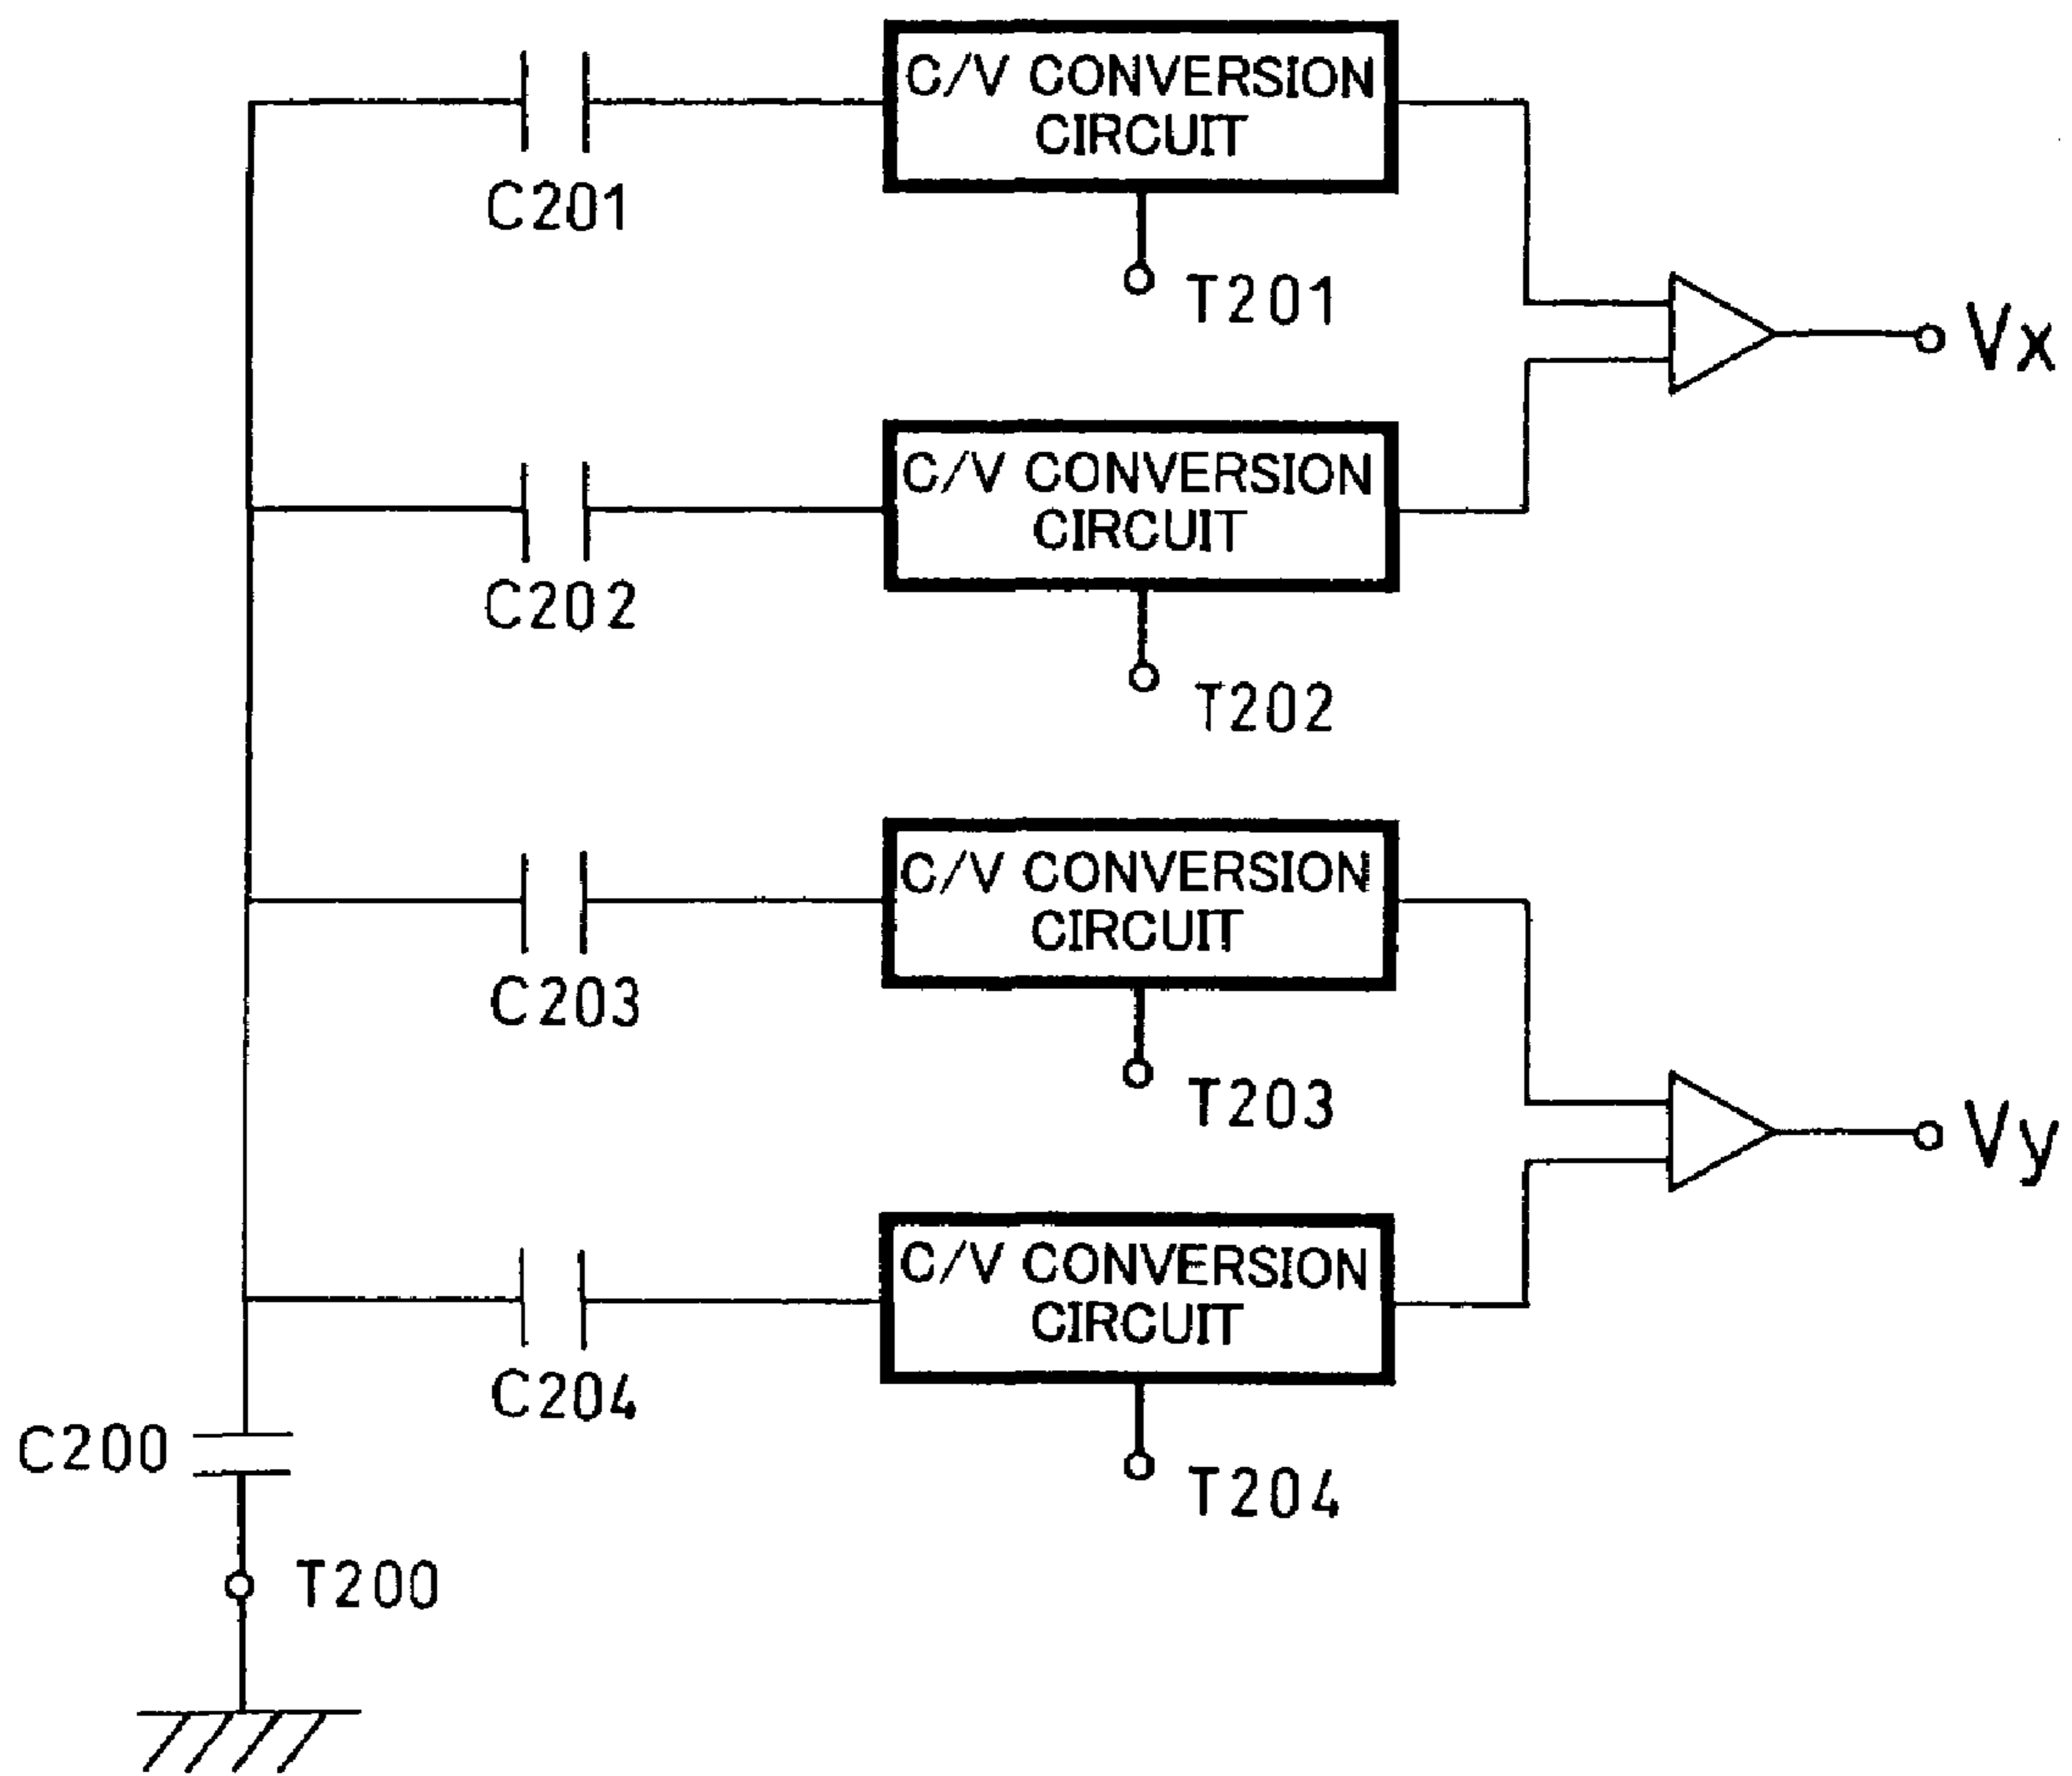 C/V CONVERSION
CIRCUIT
C201
T201
Vx
C/V CONVERSION
CIRCUIT
C202
T202
C/V CONVERSION
CIRCUIT
C203
T203
Vy
C/V CONVERSION
CIRCUIT
C204
C200
T204
T200